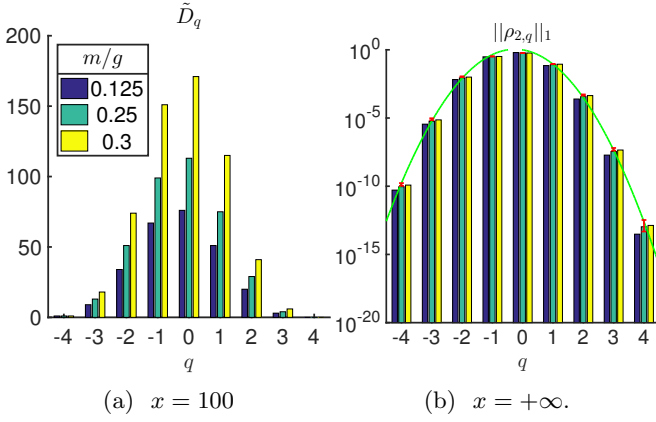 D̃_q
200
150
100
50
0
m/g
0.125
0.25
0.3
-4 -3 -2 -1 0 1 2 3 4
q
(a) x = 100
||ρ_{2,q}||_1
10^0
10^{-5}
10^{-10}
10^{-15}
10^{-20}
-4 -3 -2 -1 0 1 2 3 4
q
(b) x = +∞.